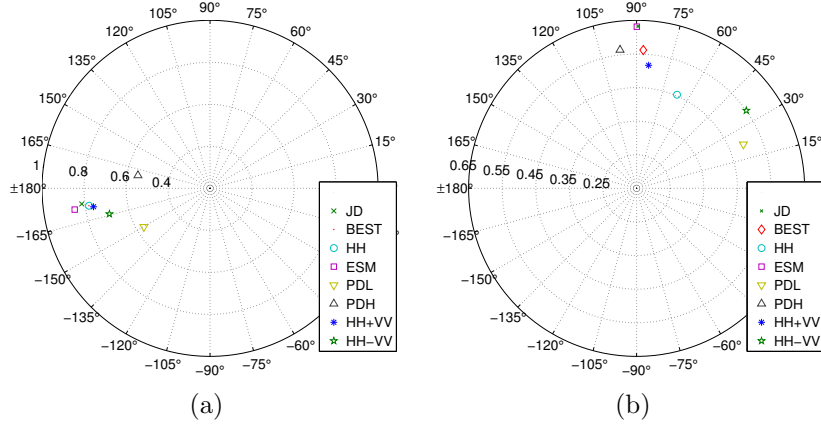 90°
105°
75°
120°
60°
135°
45°
150°
30°
165°
15°
1
0.8
0.6
0.4
±180°
0°
−165°
−150°
−135°
−120°
−105°
−90°
−75°
−60°
JD
BEST
HH
ESM
PDL
PDH
HH+VV
HH−VV
(a)
90°
105°
75°
120°
60°
135°
45°
150°
30°
165°
15°
0.65
0.55
0.45
0.35
0.25
±180°
−165°
−150°
−135°
−120°
−105°
−90°
−75°
−60°
JD
BEST
HH
ESM
PDL
PDH
HH+VV
HH−VV
(b)